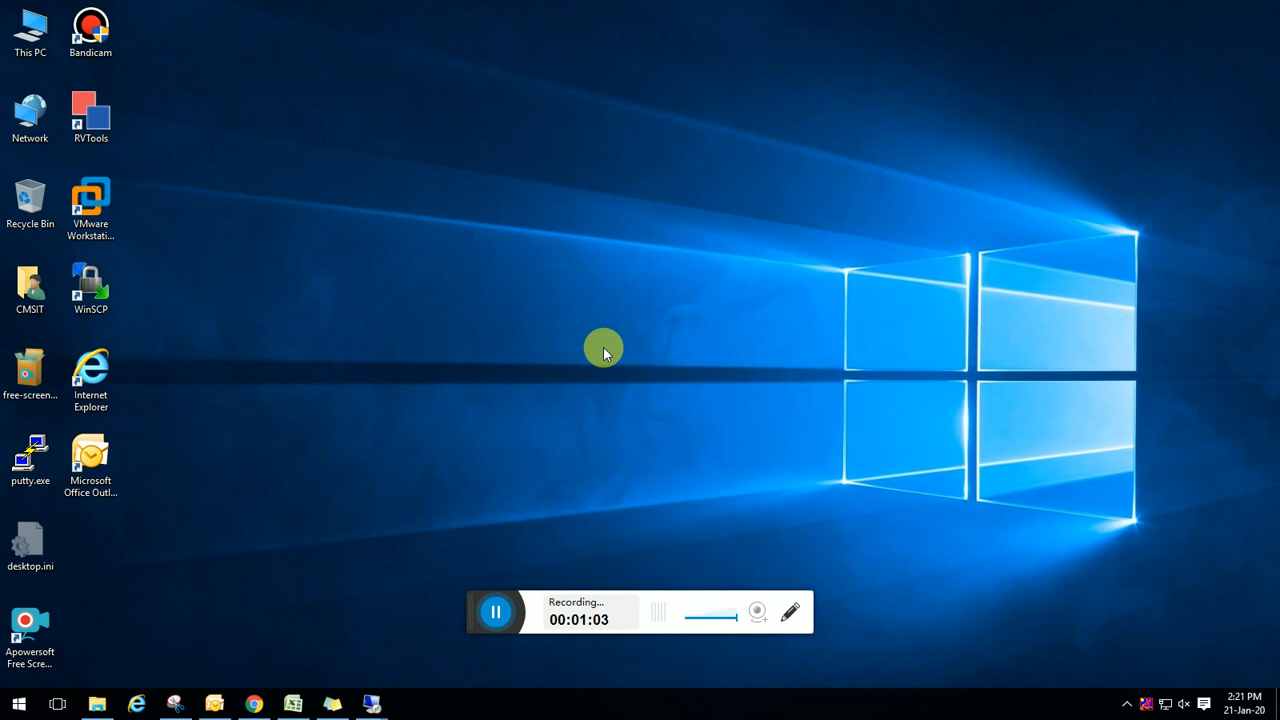 This PC
Bandicam
Network
RVTools
Recycle Bin
VMware
Workstati...
CMSIT
WinSCP
free-screen...
Internet
Explorer
putty.exe
Microsoft
Office Outl...
desktop.ini
Apowersoft
Free Scre...
Recording...
00:01:03
2:21 PM
21-Jan-20